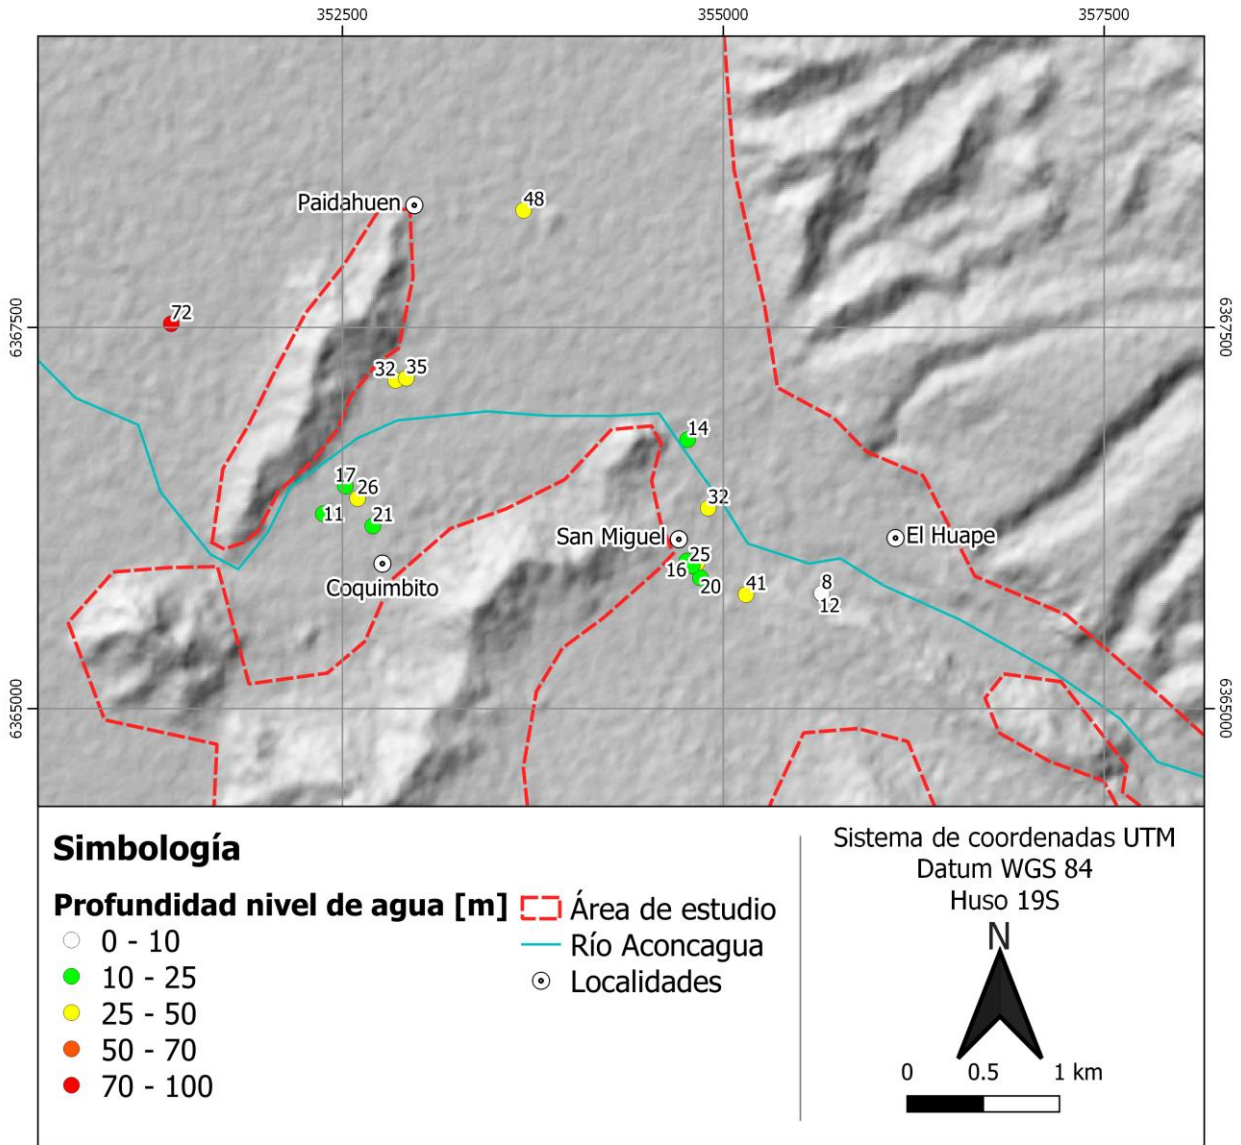 352500
355000
357500
Paidahuen
48
72
6367500
6367500
32
35
14
17
26
32
11
21
San Miguel
El Huape
25
16
Coquimbito
20
41
8
12
6365000
6365000
Simbología
Profundidad nivel de agua [m]
0 - 10
10 - 25
25 - 50
50 - 70
70 - 100
Área de estudio
Río Aconcagua
Localidades
Sistema de coordenadas UTM
Datum WGS 84
Huso 19S
N
0 0.5 1 km